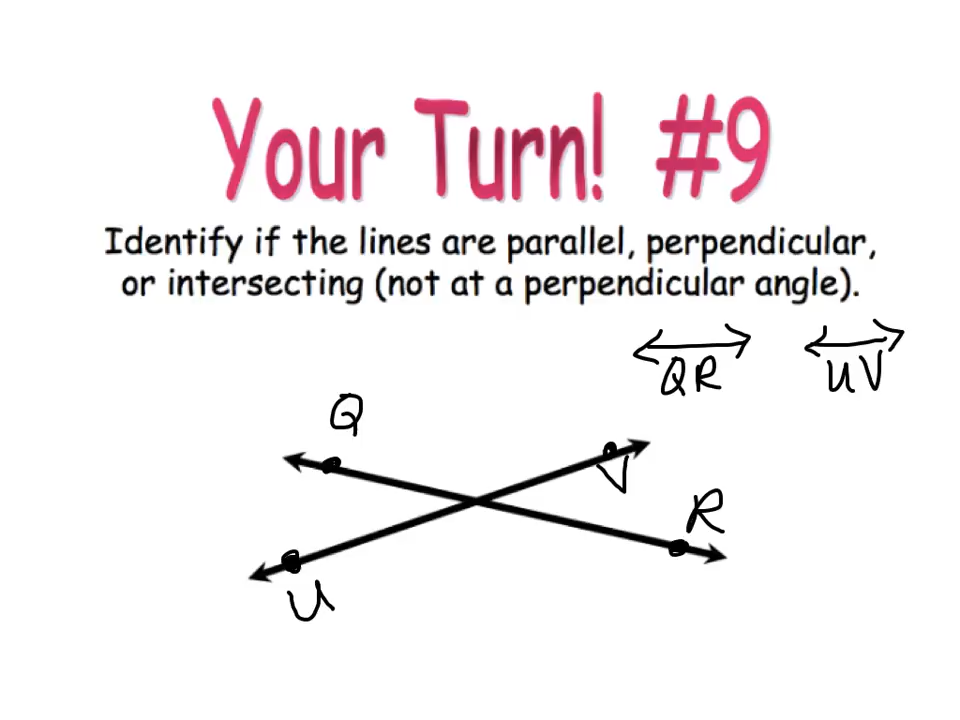 Your Turn! #9
Identify if the lines are parallel, perpendicular,
or intersecting (not at a perpendicular angle).
QR UV
Q
V
R
U